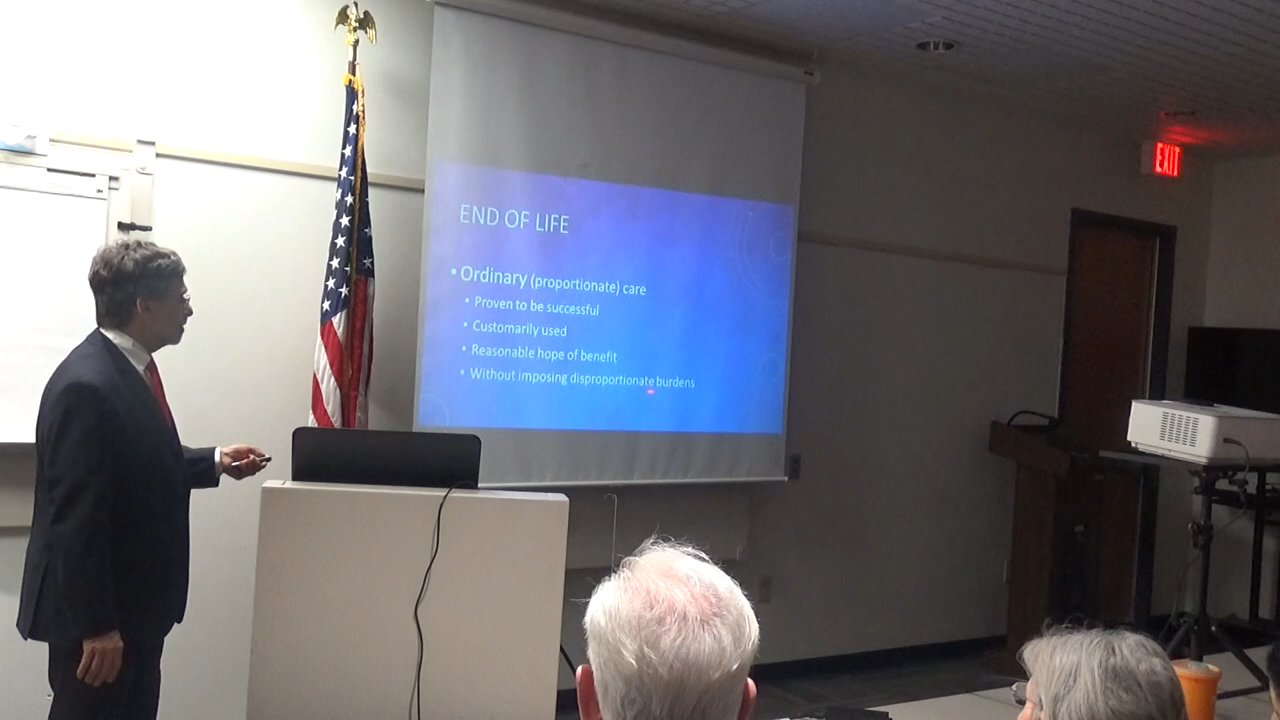 END OF LIFE
• Ordinary (proportionate) care
• Proven to be successful
• Customarily used
• Reasonable hope of benefit
• Without imposing disproportionate burdens
EXIT